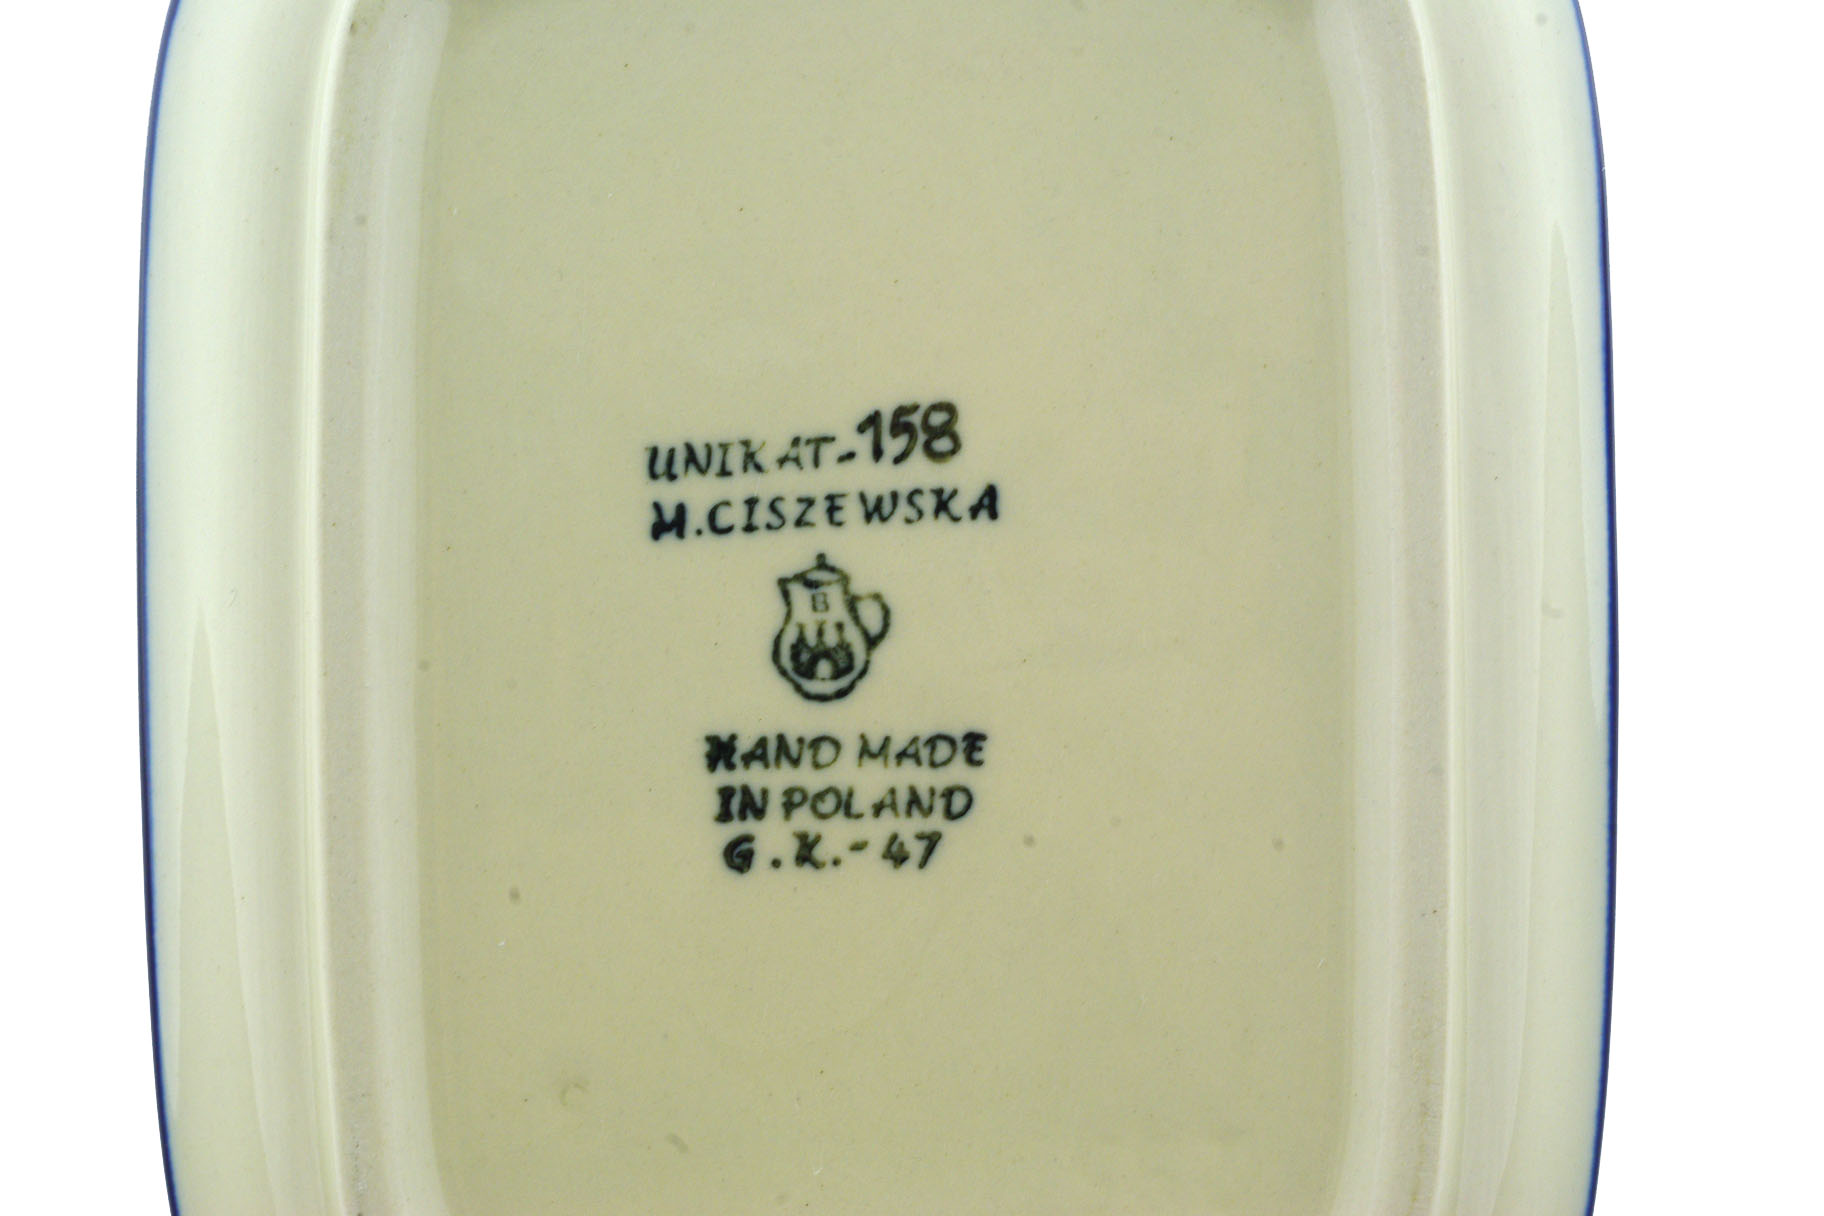 UNIKAT-158
M.CISZEWSKA
B
HAND MADE
IN POLAND
G.K.-47